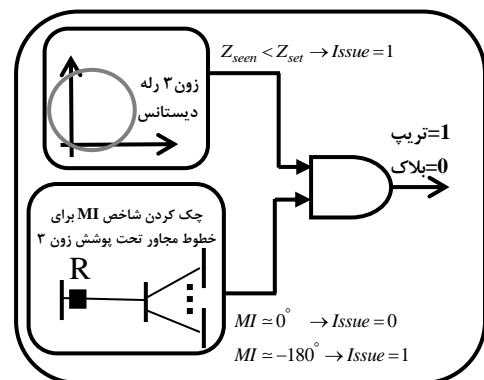 Z_seen < Z_set → Issue = 1
زون ۳ رله
دیستانس
1=تریپ
0=بلاک
چک کردن شاخص MI برای
خطوط مجاور تحت پوشش زون ۳
R
MI ≃ 0° → Issue = 0
MI ≃ −180° → Issue = 1